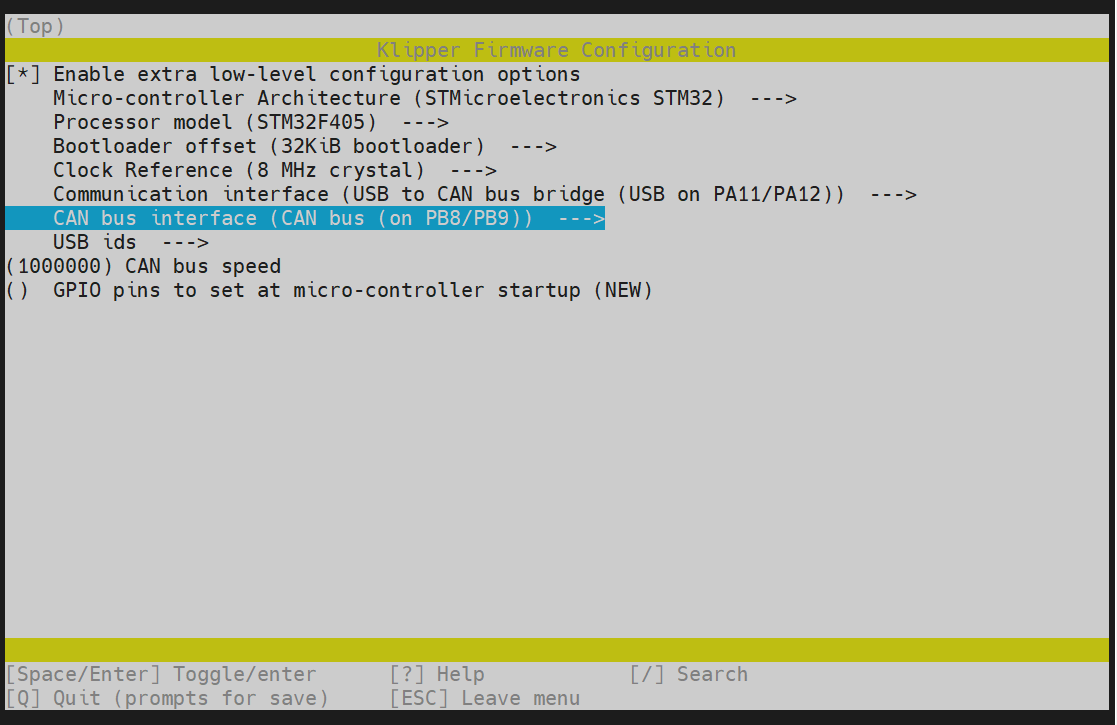 (Top)
Klipper Firmware Configuration
[*] Enable extra low-level configuration options
Micro-controller Architecture (STMicroelectronics STM32)  --->
Processor model (STM32F405)  --->
Bootloader offset (32KiB bootloader)  --->
Clock Reference (8 MHz crystal)  --->
Communication interface (USB to CAN bus bridge (USB on PA11/PA12))  --->
CAN bus interface (CAN bus (on PB8/PB9))  --->
USB ids  --->
(1000000) CAN bus speed
()  GPIO pins to set at micro-controller startup (NEW)
[Space/Enter] Toggle/enter      [?] Help            [/] Search
[Q] Quit (prompts for save)     [ESC] Leave menu